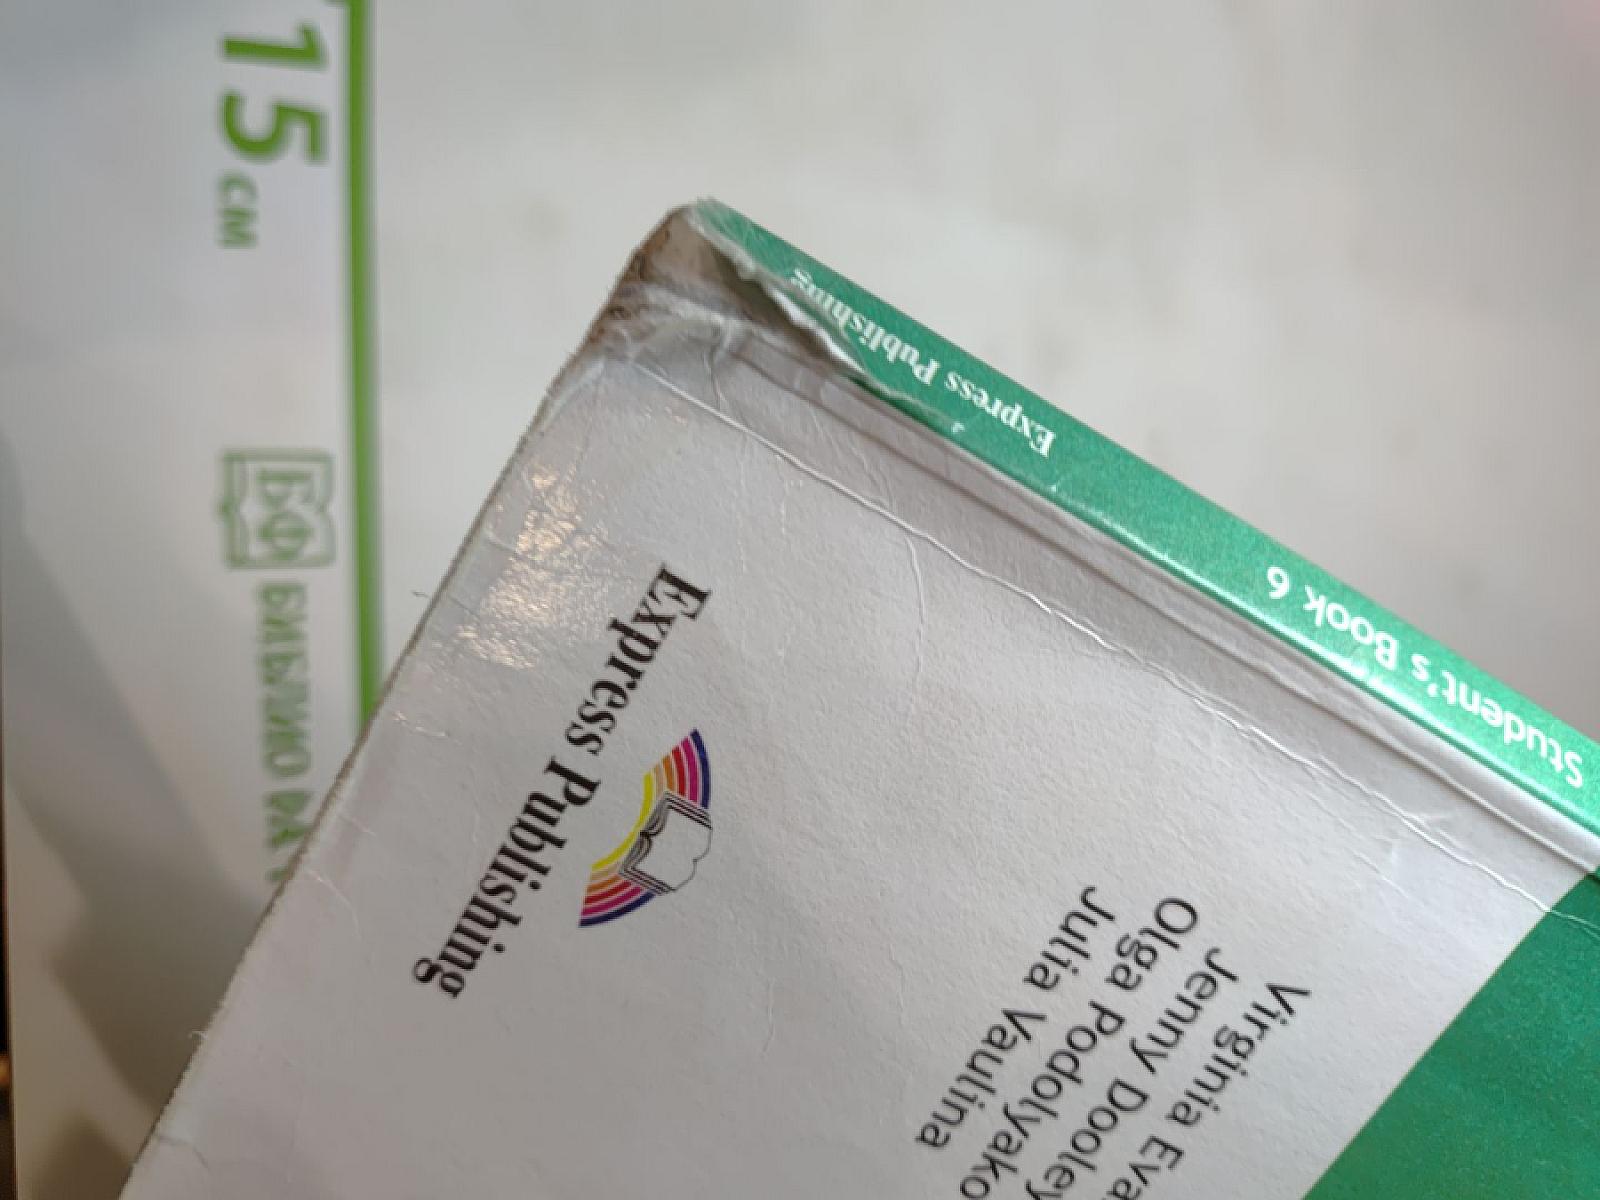 15 см
БФ
БИБЛИО
Express Publishing
Student's Book 6
Express Publishing
Virginia Eva
Jenny Dooley
Olga Podolyako
Julia Vaulina